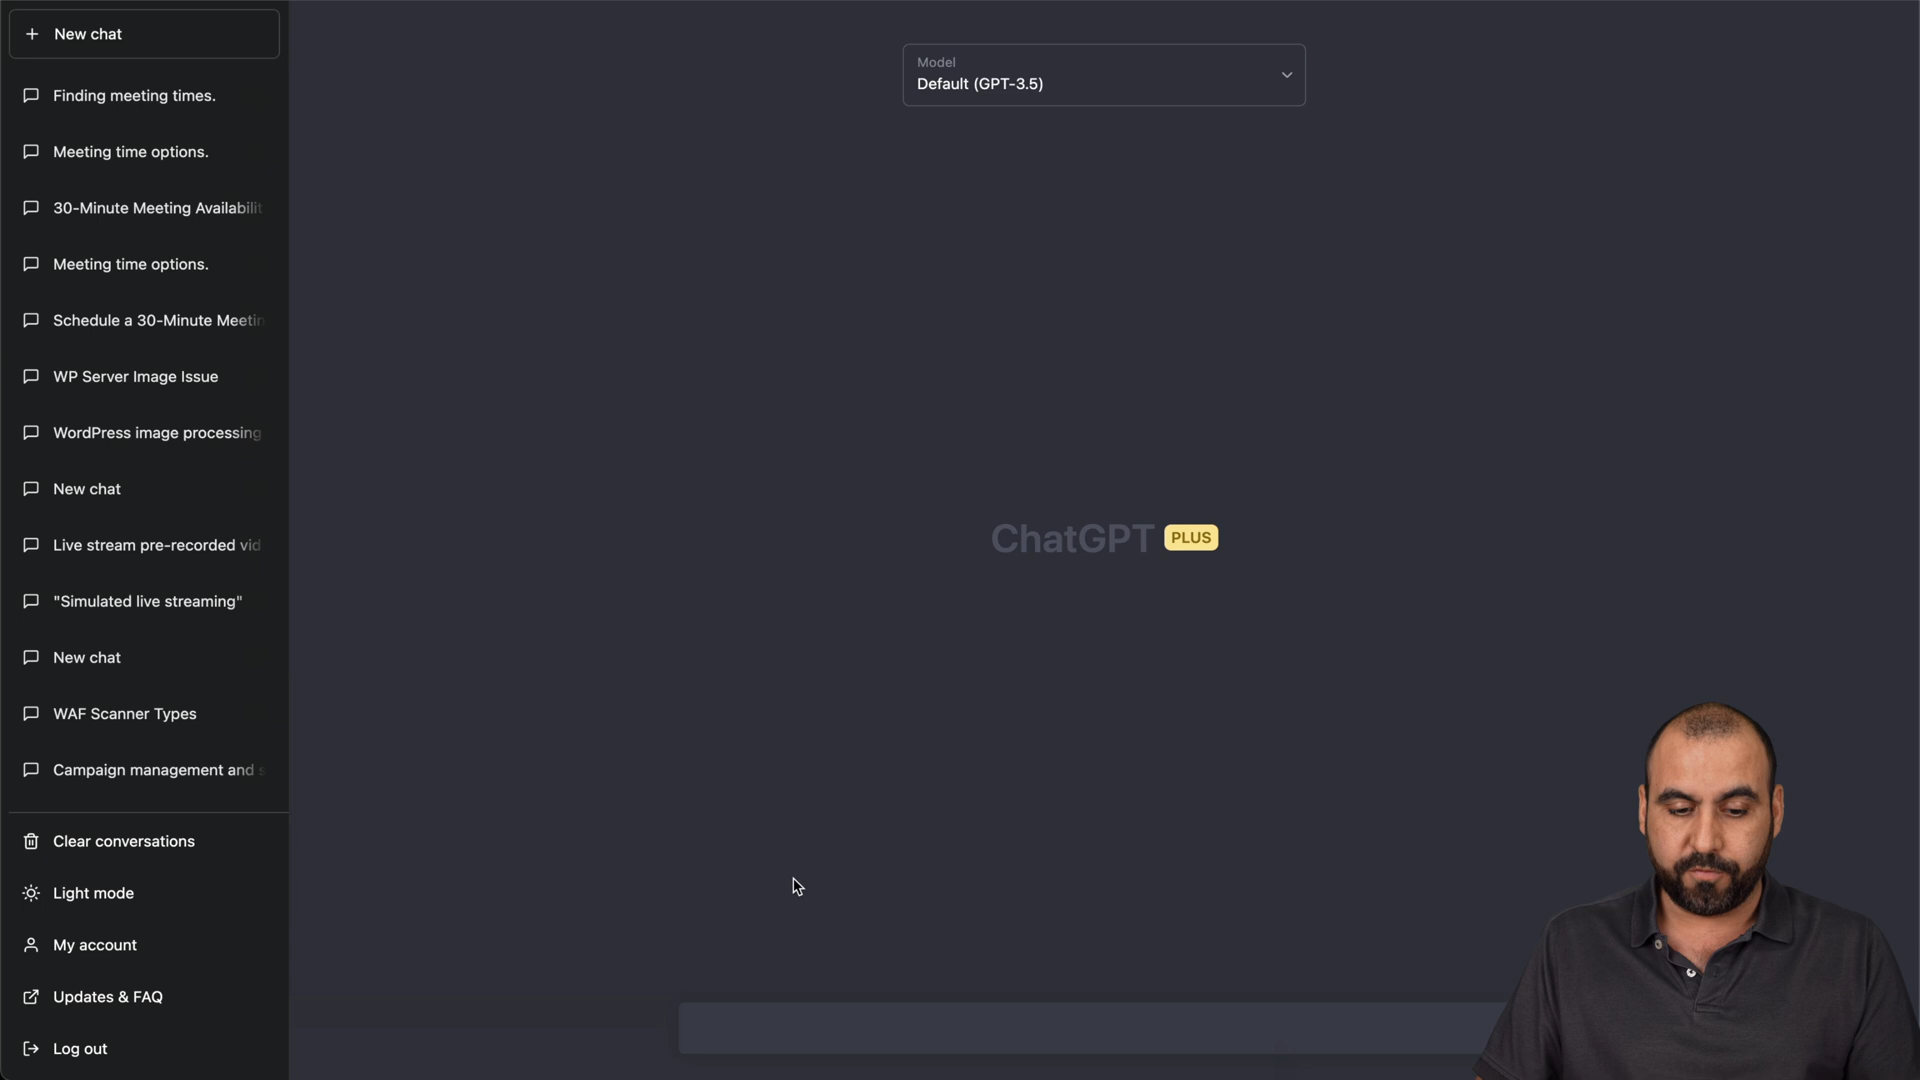 New chat
Finding meeting times.
Meeting time options.
30-Minute Meeting Availabilit
Meeting time options.
Schedule a 30-Minute Meetin
WP Server Image Issue
WordPress image processing
New chat
Live stream pre-recorded vid
"Simulated live streaming"
New chat
WAF Scanner Types
Campaign management and s
Clear conversations
Light mode
My account
Updates & FAQ
Log out
Model
Default (GPT-3.5)
ChatGPT PLUS